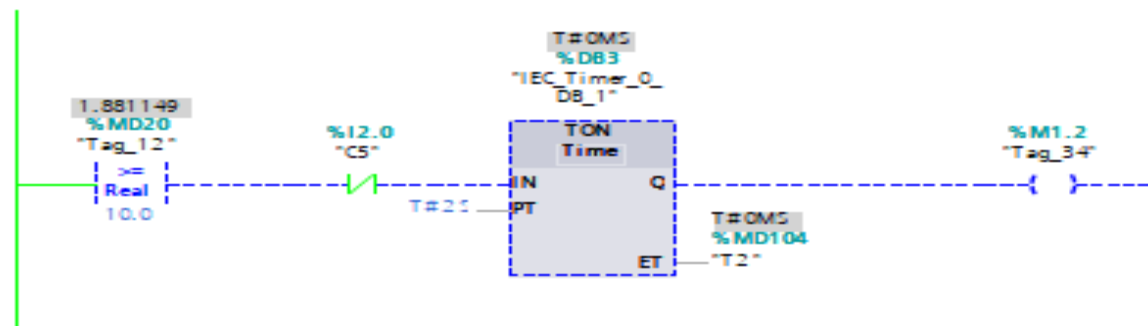 T#0MS
%DB3
"IEC_Timer_0_
DB_1"
1.881149
%MD20
"Tag_12"
>=
Real
10.0
%I2.0
"C5"
TON
Time
IN
Q
T#2S
PT
ET
T#0MS
%MD104
"T2"
%M1.2
"Tag_34"